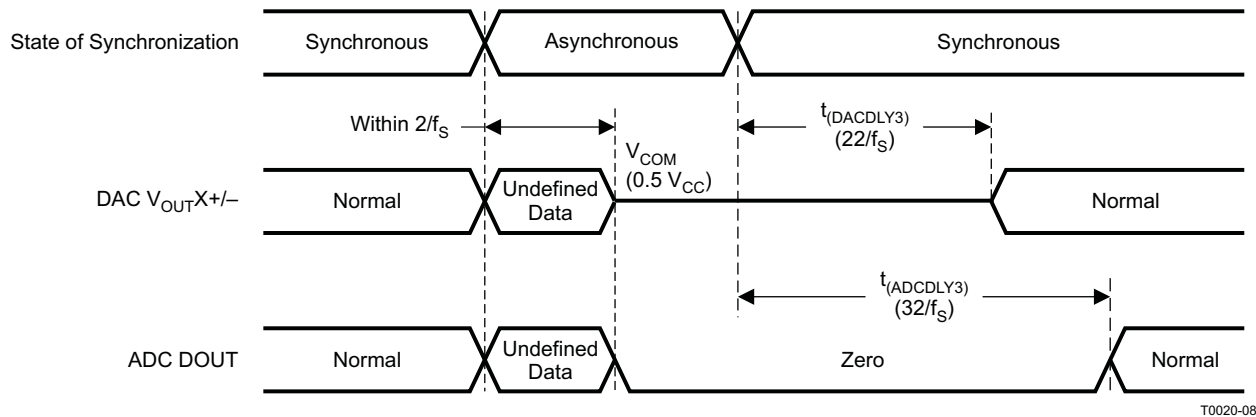 State of Synchronization
Synchronous
Asynchronous
Synchronous
Within 2/fS
t(DACDLY3)
(22/fS)
VCOM
(0.5 VCC)
DAC VOUTX+/–
Normal
Undefined
Data
Normal
t(ADCDLY3)
(32/fS)
ADC DOUT
Normal
Undefined
Data
Zero
Normal
T0020-08